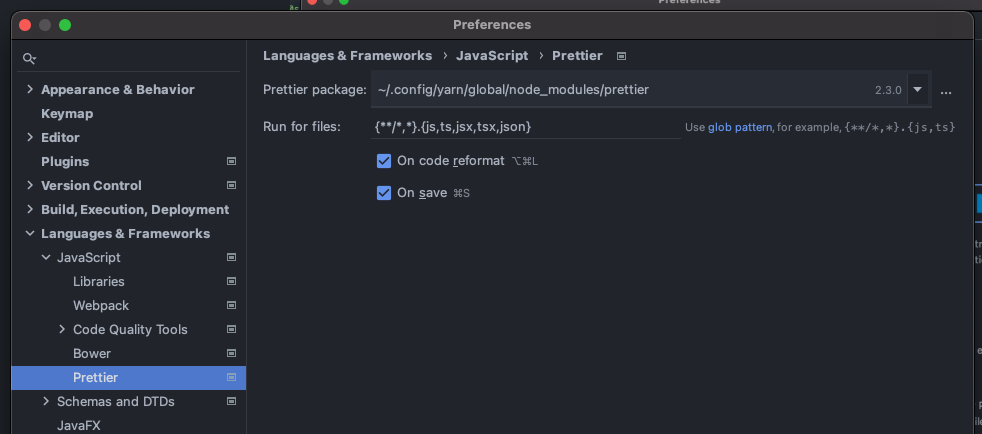 Preferences
Preferences
Languages & Frameworks › JavaScript › Prettier
Prettier package: ~/.config/yarn/global/node_modules/prettier 2.3.0 ...
Run for files: {**/*,*}.{js,ts,jsx,tsx,json} Use glob pattern, for example, {**/*,*}.{js,ts}
On code reformat ⌥⌘L
On save ⌘S
Appearance & Behavior
Keymap
Editor
Plugins
Version Control
Build, Execution, Deployment
Languages & Frameworks
JavaScript
Libraries
Webpack
Code Quality Tools
Bower
Prettier
Schemas and DTDs
JavaFX